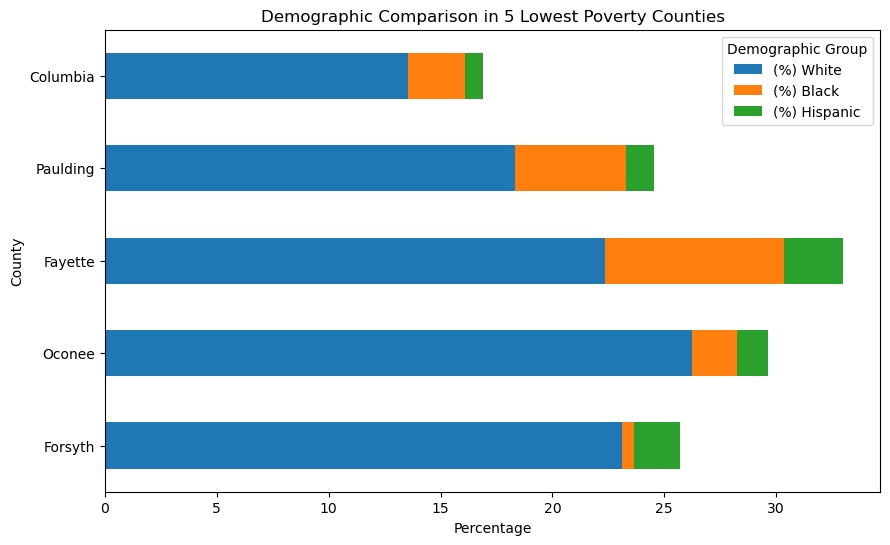 Demographic Comparison in 5 Lowest Poverty Counties
Demographic Group
(%) White
(%) Black
(%) Hispanic
County
Columbia
Paulding
Fayette
Oconee
Forsyth
0 5 10 15 20 25 30
Percentage